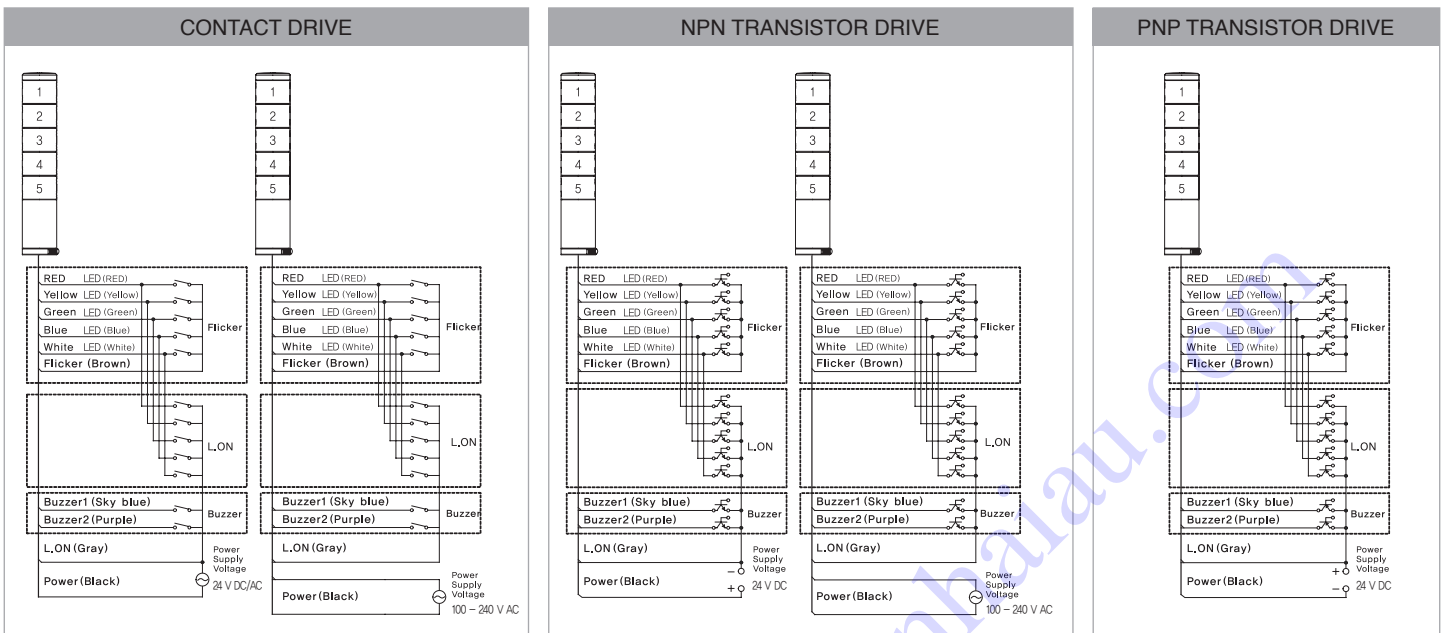 CONTACT DRIVE
1
2
3
4
5
RED LED (RED)
Yellow LED (Yellow)
Green LED (Green)
Blue LED (Blue)
White LED (White)
Flicker (Brown)
Flicker
L.ON
Buzzer1 (Sky blue)
Buzzer2 (Purple)
Buzzer
L.ON (Gray)
Power (Black)
Power
Supply
Voltage
24 V DC/AC
1
2
3
4
5
RED LED (RED)
Yellow LED (Yellow)
Green LED (Green)
Blue LED (Blue)
White LED (White)
Flicker (Brown)
Flicker
L.ON
Buzzer1 (Sky blue)
Buzzer2 (Purple)
Buzzer
L.ON (Gray)
Power (Black)
Power
Supply
Voltage
100 – 240 V AC
NPN TRANSISTOR DRIVE
1
2
3
4
5
RED LED (RED)
Yellow LED (Yellow)
Green LED (Green)
Blue LED (Blue)
White LED (White)
Flicker (Brown)
Flicker
L.ON
Buzzer1 (Sky blue)
Buzzer2 (Purple)
Buzzer
L.ON (Gray)
Power (Black)
Power
Supply
Voltage
–
+
24 V DC
1
2
3
4
5
RED LED (RED)
Yellow LED (Yellow)
Green LED (Green)
Blue LED (Blue)
White LED (White)
Flicker (Brown)
Flicker
L.ON
Buzzer1 (Sky blue)
Buzzer2 (Purple)
Buzzer
L.ON (Gray)
Power (Black)
Power
Supply
Voltage
100 – 240 V AC
PNP TRANSISTOR DRIVE
1
2
3
4
5
RED LED (RED)
Yellow LED (Yellow)
Green LED (Green)
Blue LED (Blue)
White LED (White)
Flicker (Brown)
Flicker
L.ON
Buzzer1 (Sky blue)
Buzzer2 (Purple)
Buzzer
L.ON (Gray)
Power (Black)
Power
Supply
Voltage
+
–
24 V DC